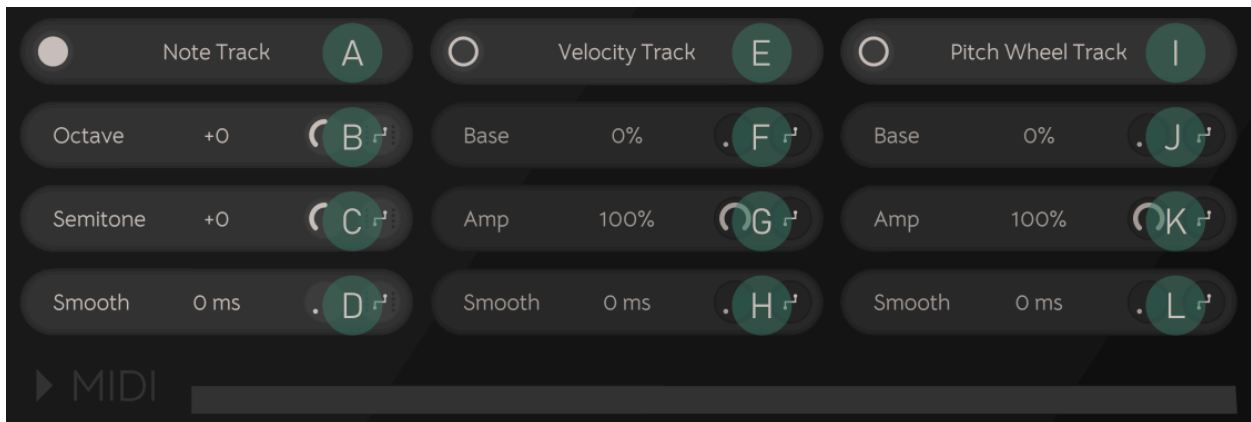 Note Track A Velocity Track E Pitch Wheel Track I
Octave +0 B Base 0% F Base 0% J
Semitone +0 C Amp 100% G Amp 100% K
Smooth 0 ms D Smooth 0 ms H Smooth 0 ms L
MIDI